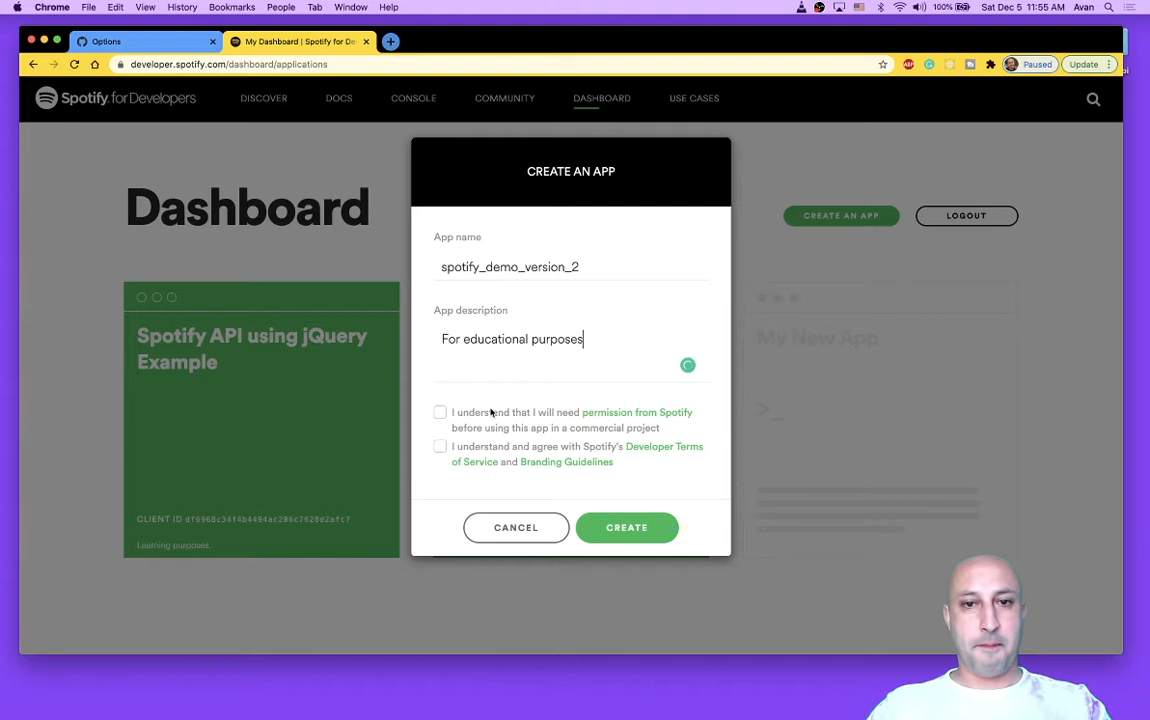 Chrome File Edit View History Bookmarks People Tab Window Help 100% Sat Dec 5 11:55 AM Avan
Options My Dashboard | Spotify for De
developer.spotify.com/dashboard/applications Paused Update
Spotify for Developers DISCOVER DOCS CONSOLE COMMUNITY DASHBOARD USE CASES
CREATE AN APP
Dashboard
CREATE AN APP LOGOUT
App name
spotify_demo_version_2
App description
For educational purposes
Spotify API using jQuery
Example
My New App
I understand that I will need permission from Spotify
before using this app in a commercial project
I understand and agree with Spotify's Developer Terms
of Service and Branding Guidelines
CANCEL CREATE
CLIENT ID df6968c34f4b4494ac206c7628d2afc7
Learning purposes.